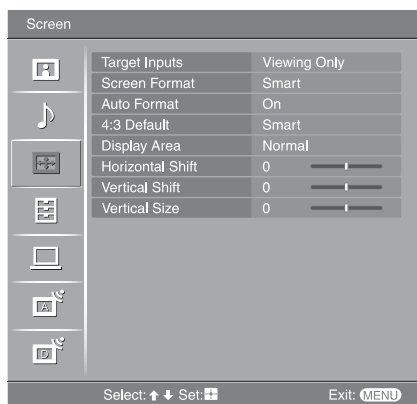 Screen
Target Inputs Viewing Only
Screen Format Smart
Auto Format On
4:3 Default Smart
Display Area Normal
Horizontal Shift 0
Vertical Shift 0
Vertical Size 0
A
D
Select: Set: Exit: MENU